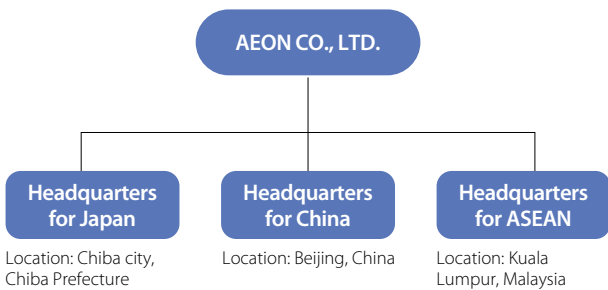 AEON CO., LTD.
Headquarters
for Japan
Location: Chiba city,
Chiba Prefecture
Headquarters
for China
Location: Beijing, China
Headquarters
for ASEAN
Location: Kuala
Lumpur, Malaysia